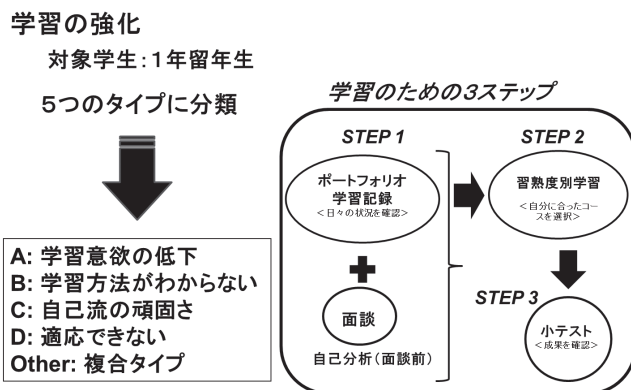 学習の強化
対象学生:1年留年生
5つのタイプに分類
A: 学習意欲の低下
B: 学習方法がわからない
C: 自己流の頑固さ
D: 適応できない
Other: 複合タイプ
学習のための3ステップ
STEP 1
ポートフォリオ
学習記録
<日々の状況を確認>
面談
自己分析(面談前)
STEP 2
習熟度別学習
<自分に合ったコー
スを選択>
STEP 3
小テスト
<成果を確認>